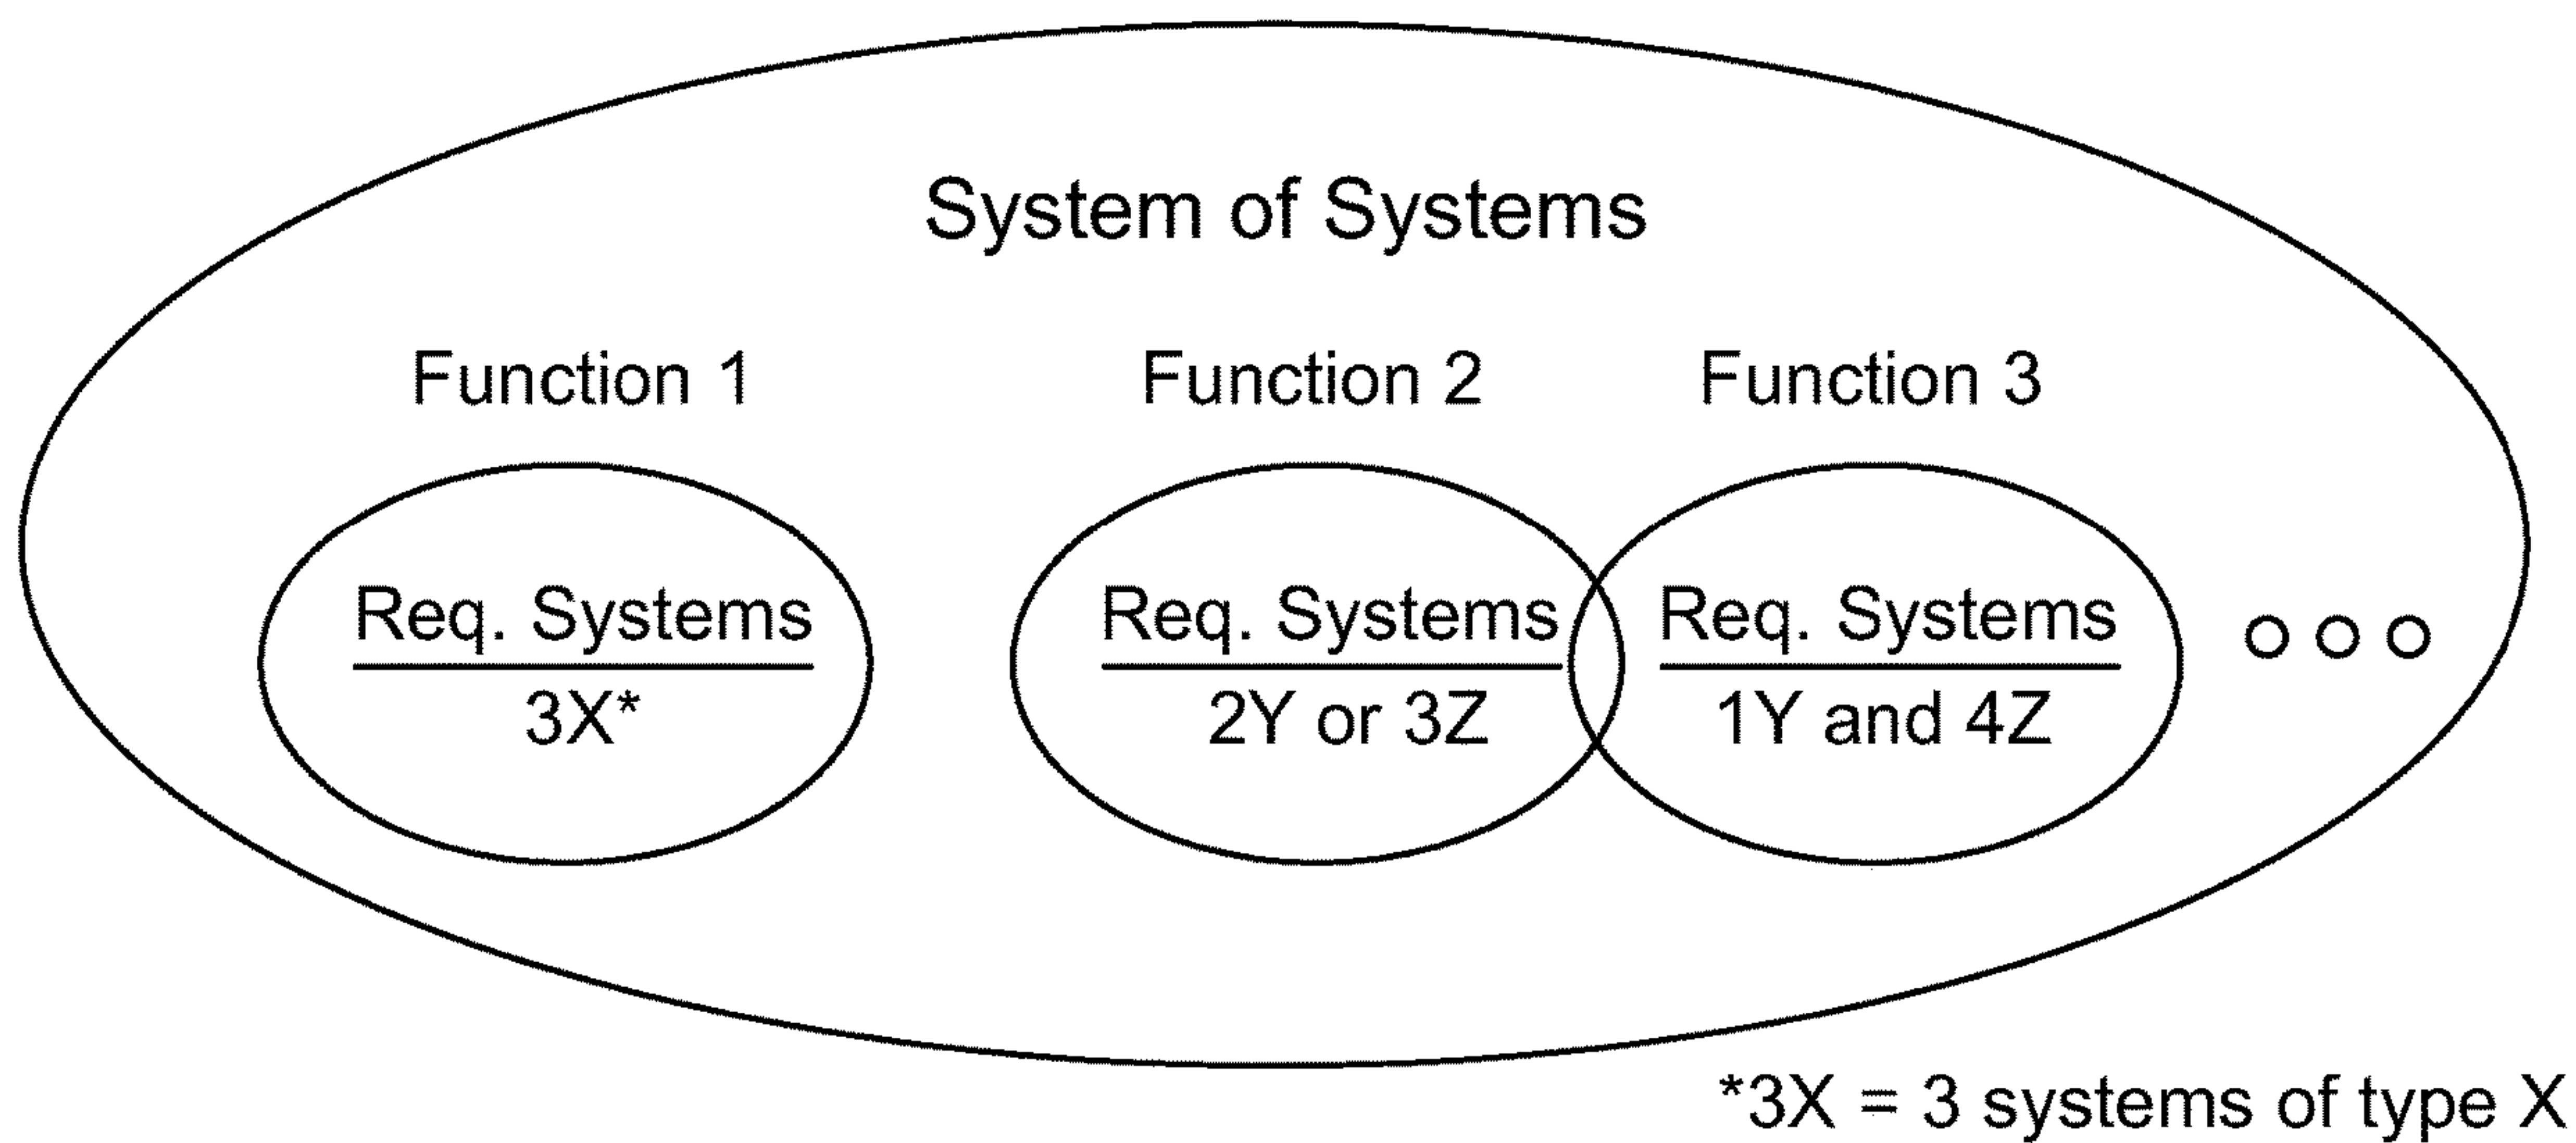 System of Systems
Function 1
Function 2
Function 3
Req. Systems
3X*
Req. Systems
2Y or 3Z
Req. Systems
1Y and 4Z
*3X = 3 systems of type X